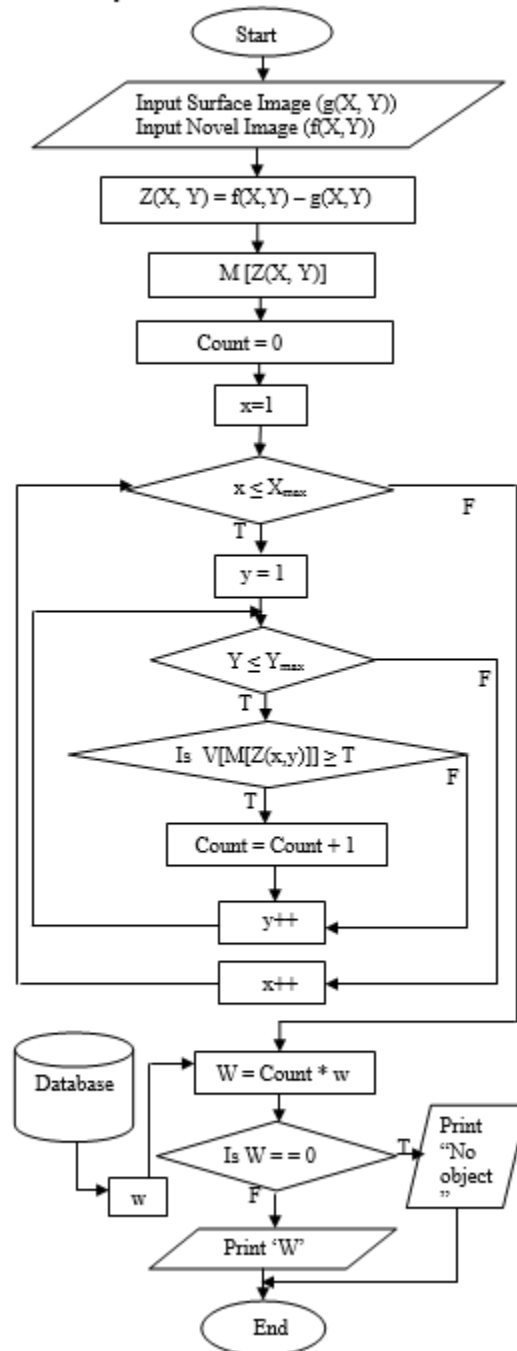 Start
Input Surface Image (g(X, Y))
Input Novel Image (f(X,Y))
Z(X, Y) = f(X,Y) – g(X,Y)
M [Z(X, Y)]
Count = 0
x=1
x ≤ Xmax
F
T
y = 1
Y ≤ Ymax
F
T
Is V[M[Z(x,y)]] ≥ T
F
T
Count = Count + 1
y++
x++
Database
w
W = Count * w
Is W = = 0
T
F
Print
“No
object
”
Print ‘W’
End